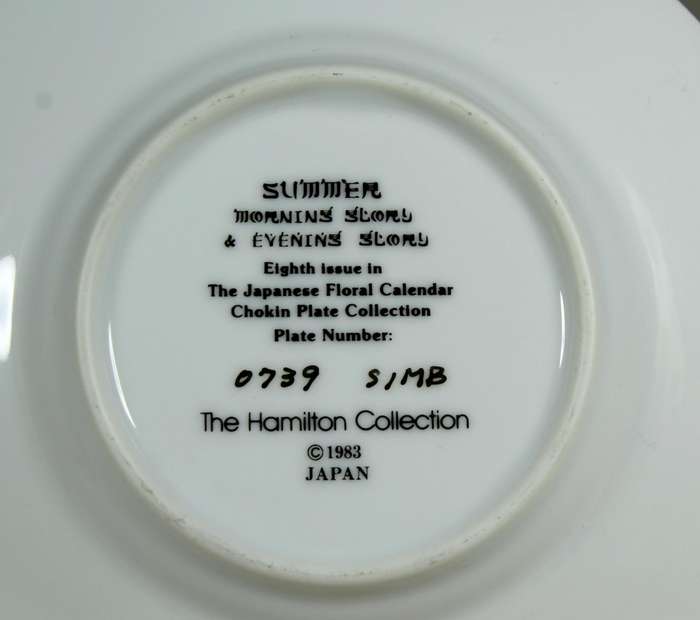 SUMMER
MORNING GLORY
& EVENING GLORY
Eighth issue in
The Japanese Floral Calendar
Chokin Plate Collection
Plate Number:
0739 S/MB
The Hamilton Collection
©1983
JAPAN